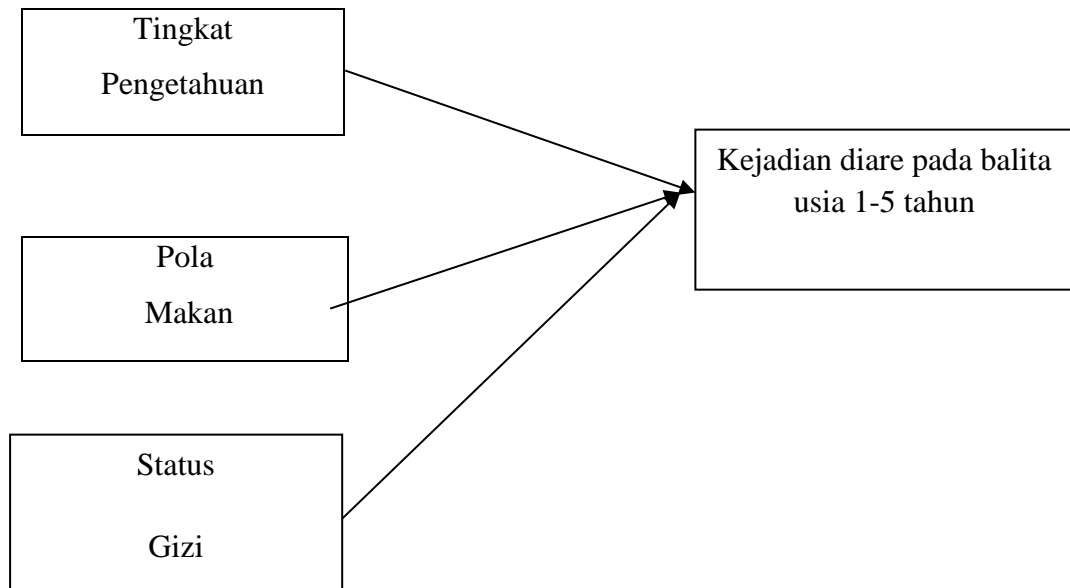 Tingkat
Pengetahuan
Kejadian diare pada balita
usia 1-5 tahun
Pola
Makan
Status
Gizi